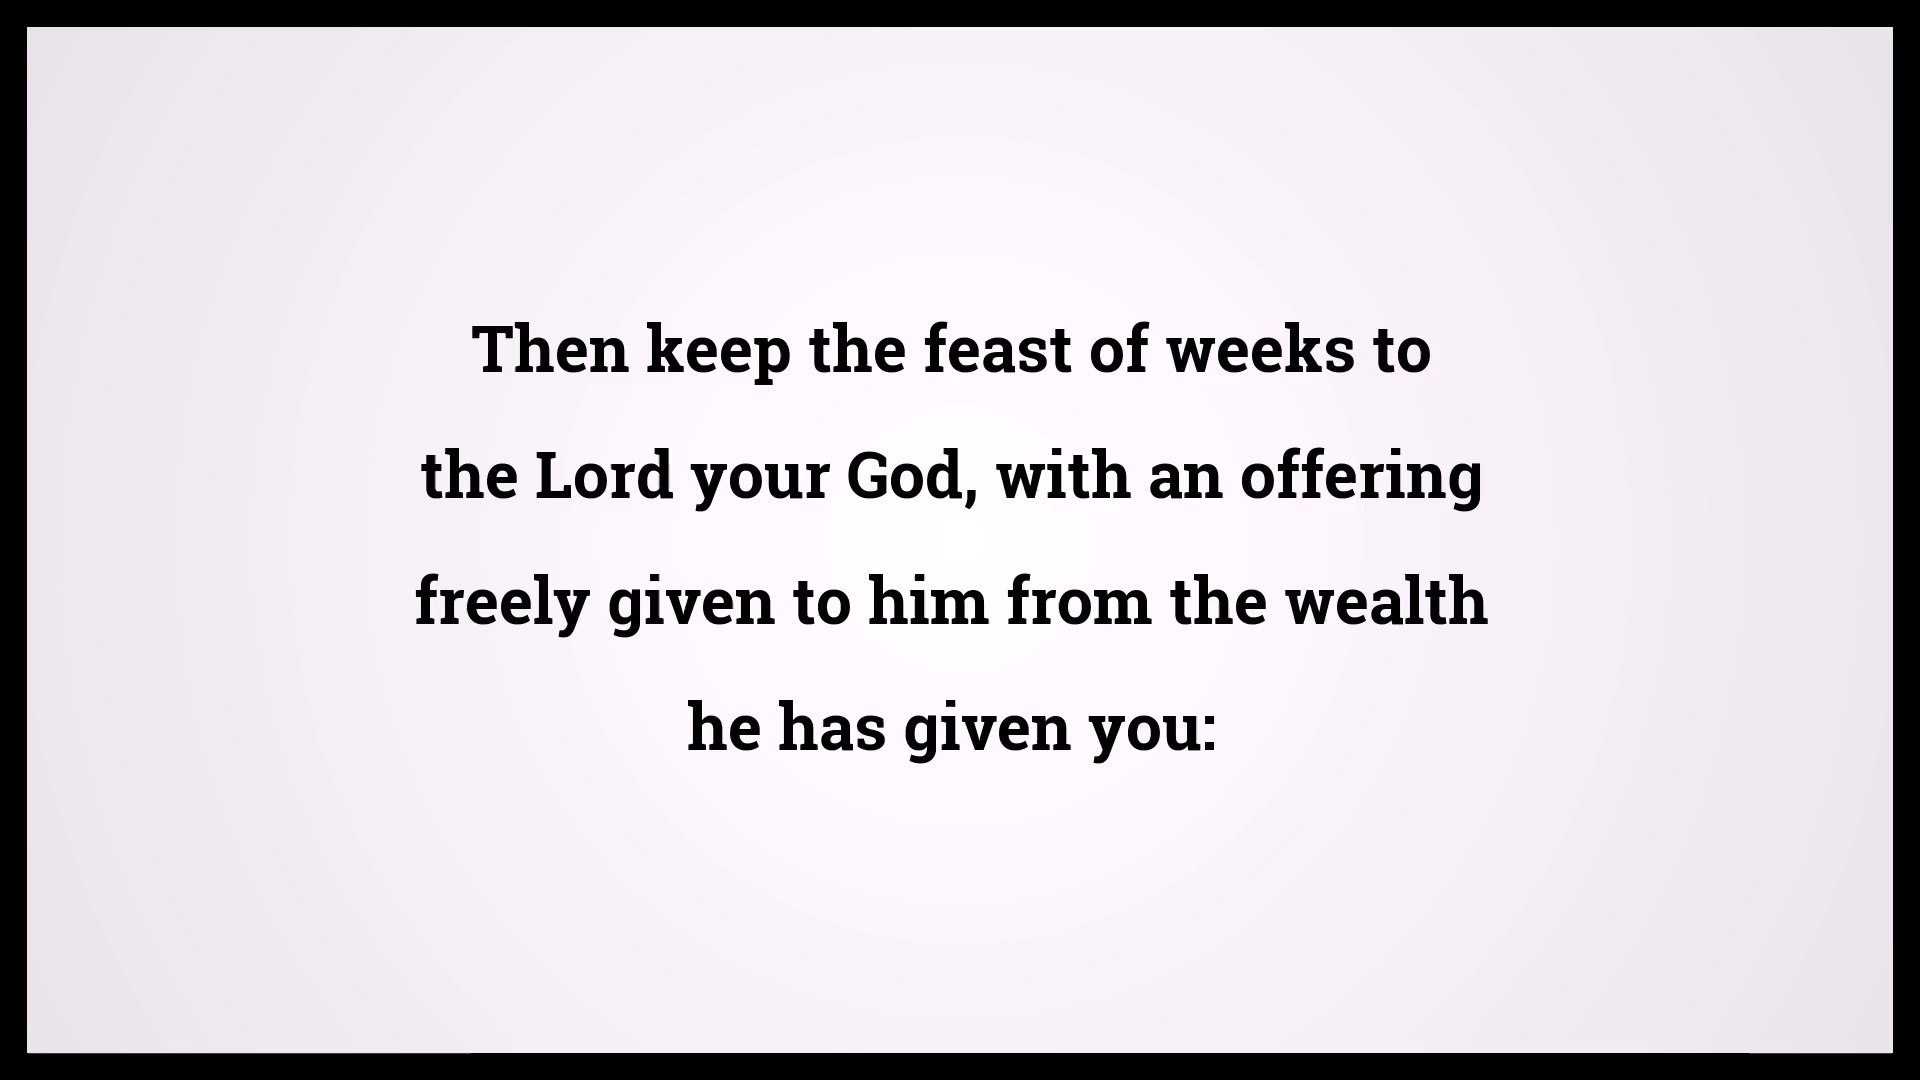 Then keep the feast of weeks to
the Lord your God, with an offering
freely given to him from the wealth
he has given you: